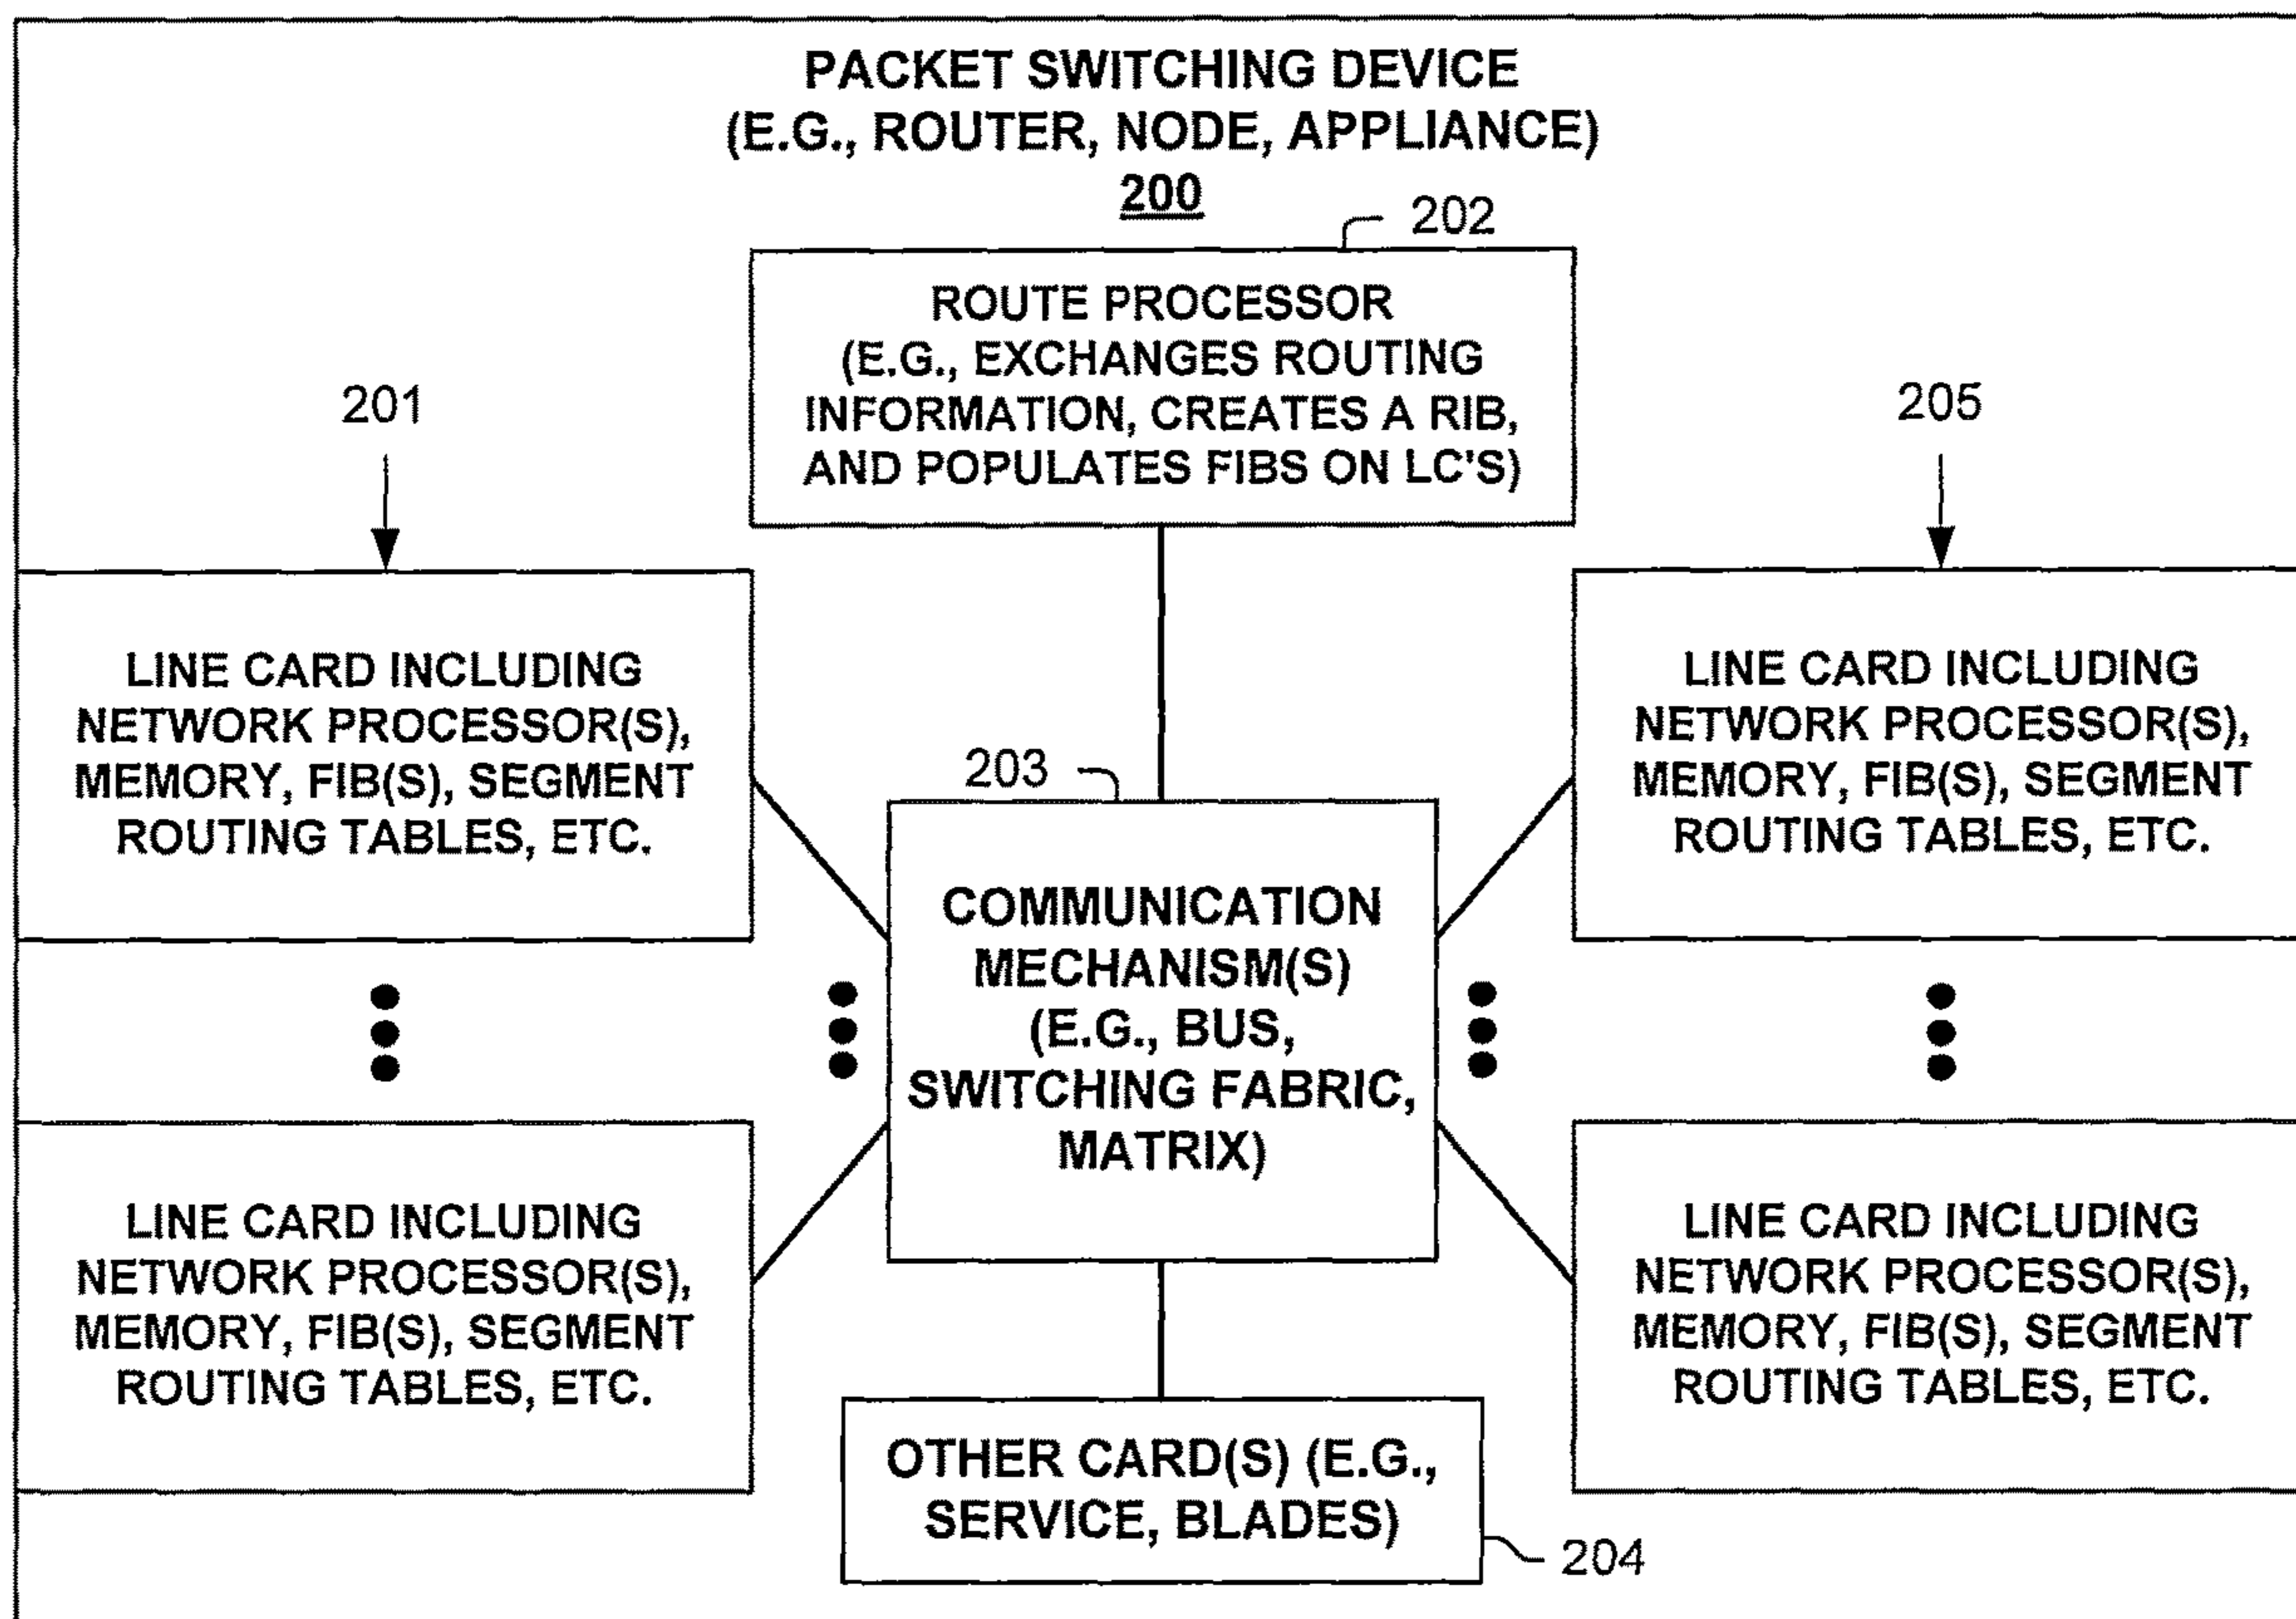 PACKET SWITCHING DEVICE
(E.G., ROUTER, NODE, APPLIANCE)
200
202
ROUTE PROCESSOR
(E.G., EXCHANGES ROUTING
INFORMATION, CREATES A RIB,
AND POPULATES FIBS ON LC'S)
201
205
LINE CARD INCLUDING
NETWORK PROCESSOR(S),
MEMORY, FIB(S), SEGMENT
ROUTING TABLES, ETC.
LINE CARD INCLUDING
NETWORK PROCESSOR(S),
MEMORY, FIB(S), SEGMENT
ROUTING TABLES, ETC.
203
COMMUNICATION
MECHANISM(S)
(E.G., BUS,
SWITCHING FABRIC,
MATRIX)
LINE CARD INCLUDING
NETWORK PROCESSOR(S),
MEMORY, FIB(S), SEGMENT
ROUTING TABLES, ETC.
LINE CARD INCLUDING
NETWORK PROCESSOR(S),
MEMORY, FIB(S), SEGMENT
ROUTING TABLES, ETC.
OTHER CARD(S) (E.G.,
SERVICE, BLADES)
204